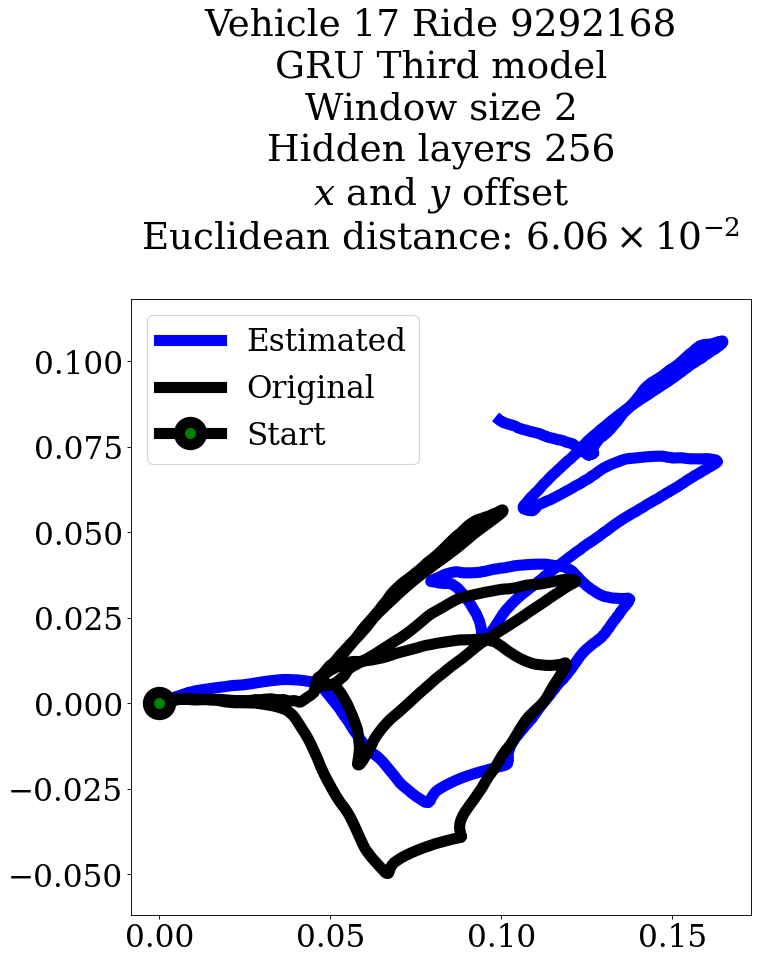 Vehicle 17 Ride 9292168
GRU Third model
Window size 2
Hidden layers 256
x and y offset
Euclidean distance: 6.06 × 10⁻²
Estimated
Original
Start
0.100
0.075
0.050
0.025
0.000
−0.025
−0.050
0.00 0.05 0.10 0.15